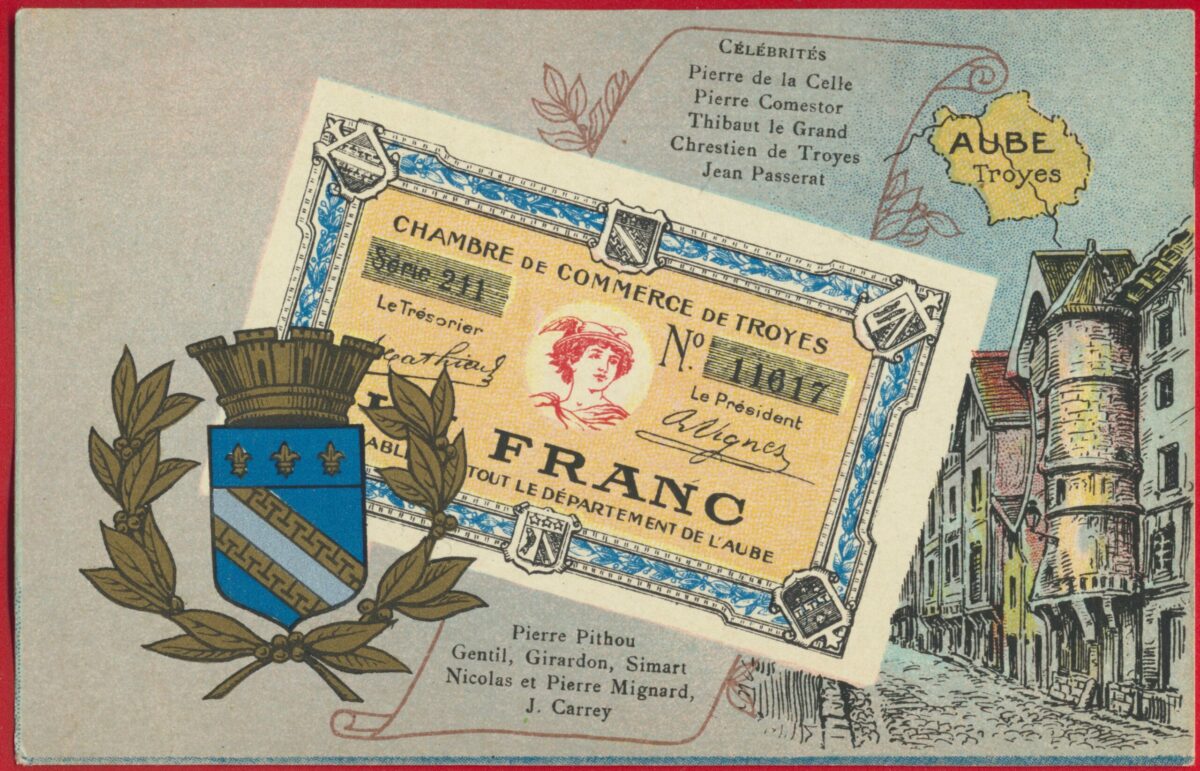 CÉLÉBRITÉS
Pierre de la Celle
Pierre Comestor
Thibaut le Grand
Chrestien de Troyes
Jean Passerat
AUBE
Troyes
CHAMBRE DE COMMERCE DE TROYES
Série 211
Le Trésorier
No. 11617
Le Président
A Vignes
FRANC
TOUT LE DÉPARTEMENT DE L'AUBE
Pierre Pithou
Gentil, Girardon, Simart
Nicolas et Pierre Mignard,
J. Carrey